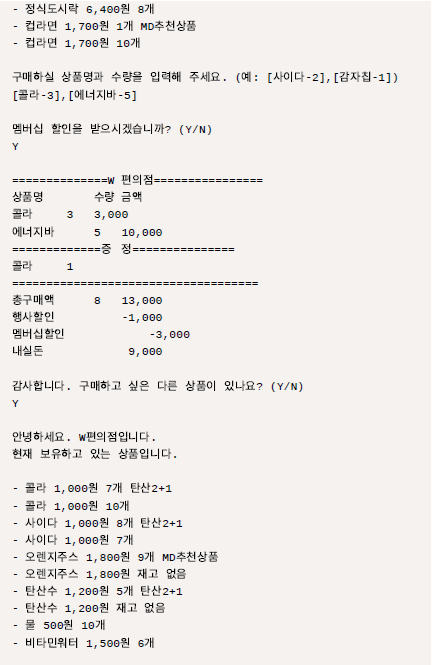 - 정식도시락 6,400원 8개
- 컵라면 1,700원 1개 MD추천상품
- 컵라면 1,700원 10개
구매하실 상품명과 수량을 입력해 주세요. (예: [사이다-2],[감자칩-1])
[콜라-3],[에너지바-5]
멤버십 할인을 받으시겠습니까? (Y/N)
Y
==============W 편의점================
상품명 수량 금액
콜라 3 3,000
에너지바 5 10,000
=============증 정===============
콜라 1
====================================
총구매액 8 13,000
행사할인 -1,000
멤버십할인 -3,000
내실돈 9,000
감사합니다. 구매하고 싶은 다른 상품이 있나요? (Y/N)
Y
안녕하세요. W편의점입니다.
현재 보유하고 있는 상품입니다.
- 콜라 1,000원 7개 탄산2+1
- 콜라 1,000원 10개
- 사이다 1,000원 8개 탄산2+1
- 사이다 1,000원 7개
- 오렌지주스 1,800원 9개 MD추천상품
- 오렌지주스 1,800원 재고 없음
- 탄산수 1,200원 5개 탄산2+1
- 탄산수 1,200원 재고 없음
- 물 500원 10개
- 비타민워터 1,500원 6개